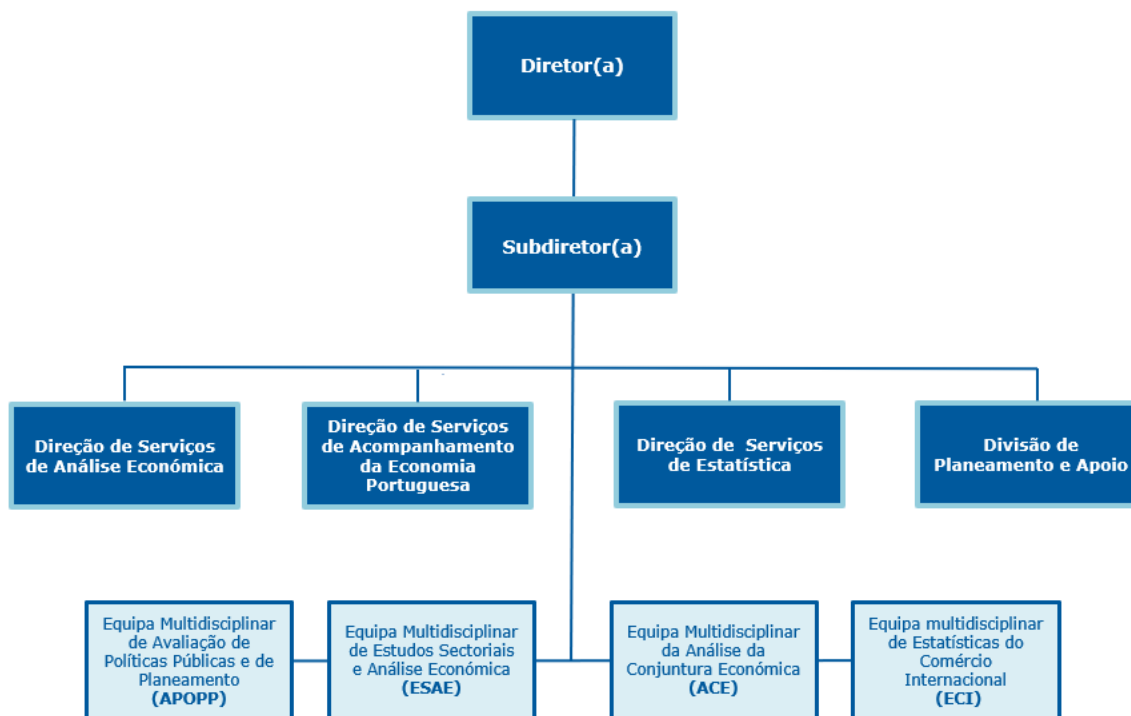 Diretor(a)
Subdiretor(a)
Direção de Serviços
de Análise Económica
Direção de Serviços
de Acompanhamento
da Economia
Portuguesa
Direção de  Serviços
de Estatística
Divisão de
Planeamento e Apoio
Equipa Multidisciplinar
de Avaliação de
Políticas Públicas e de
Planeamento
(APOPP)
Equipa Multidisciplinar
de Estudos Sectoriais
e Análise Económica
(ESAE)
Equipa Multidisciplinar
da Análise da
Conjuntura Económica
(ACE)
Equipa multidisciplinar
de Estatísticas do
Comércio
Internacional
(ECI)